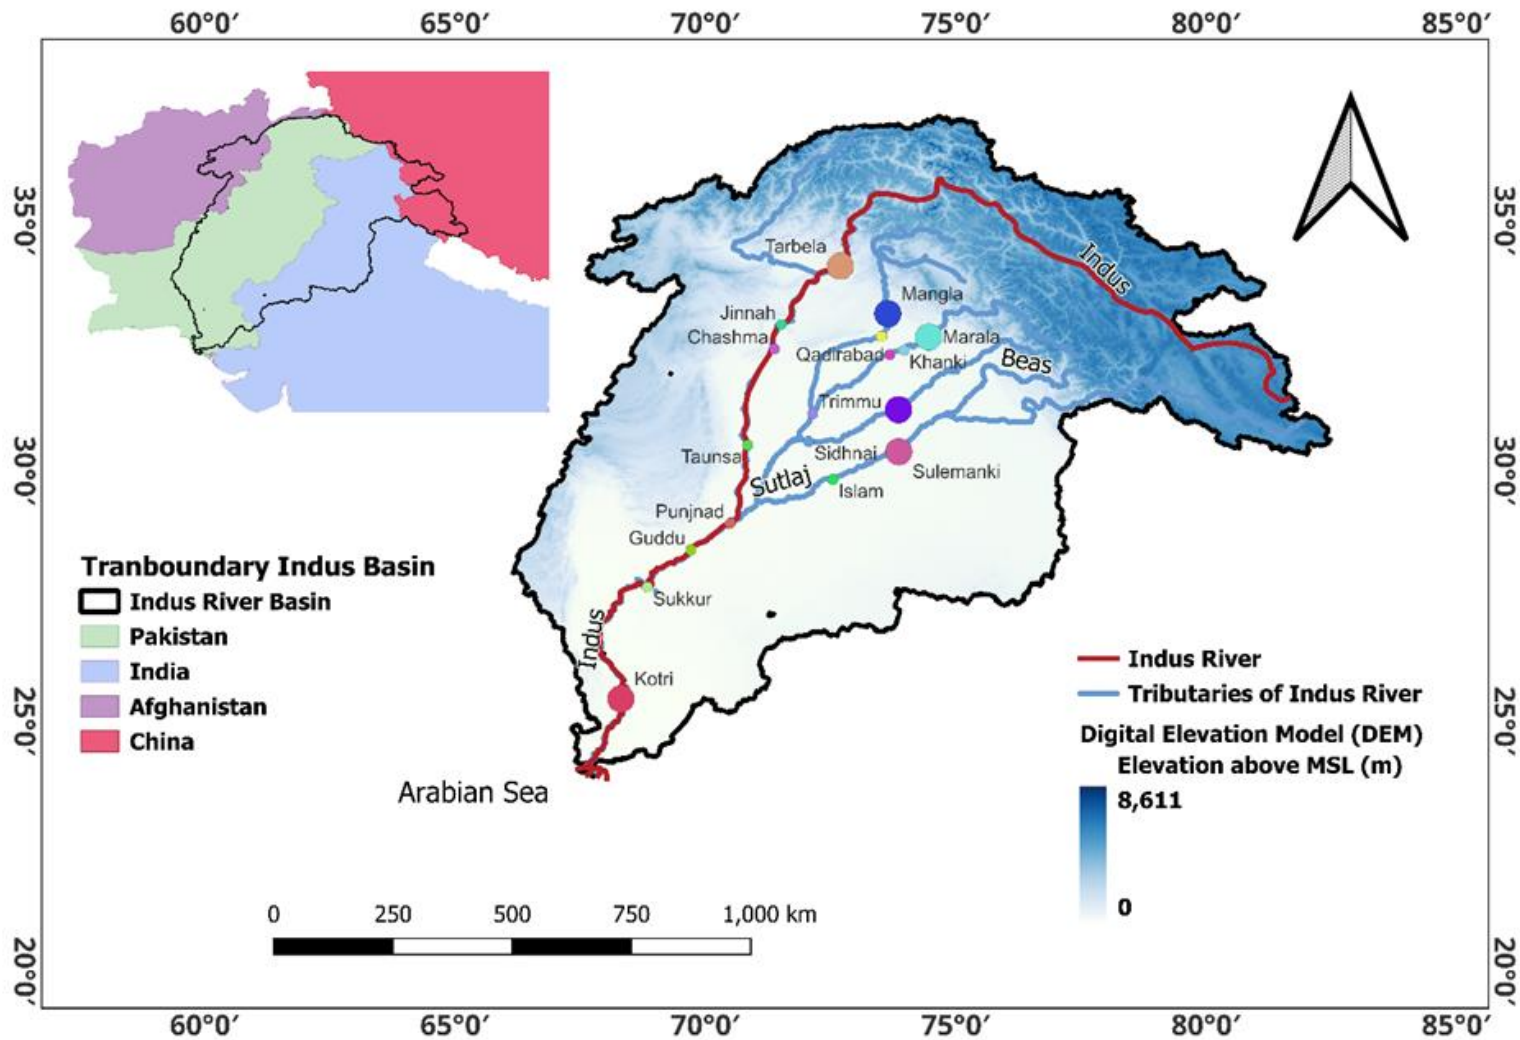 60°0′ 65°0′ 70°0′ 75°0′ 80°0′ 85°0′
35°0′
30°0′
25°0′
20°0′
35°0′
30°0′
25°0′
20°0′
Tarbela
Indus
Mangla
Jinnah
Chashma
Marala
Qadirabad
Khanki
Beas
Trimmu
Taunsa
Sidhnai
Sulemanki
Sutlaj
Islam
Punjnad
Guddu
Sukkur
Indus
Kotri
Arabian Sea
Tranboundary Indus Basin
Indus River Basin
Pakistan
India
Afghanistan
China
Indus River
Tributaries of Indus River
Digital Elevation Model (DEM)
Elevation above MSL (m)
8,611
0
0 250 500 750 1,000 km
60°0′ 65°0′ 70°0′ 75°0′ 80°0′ 85°0′